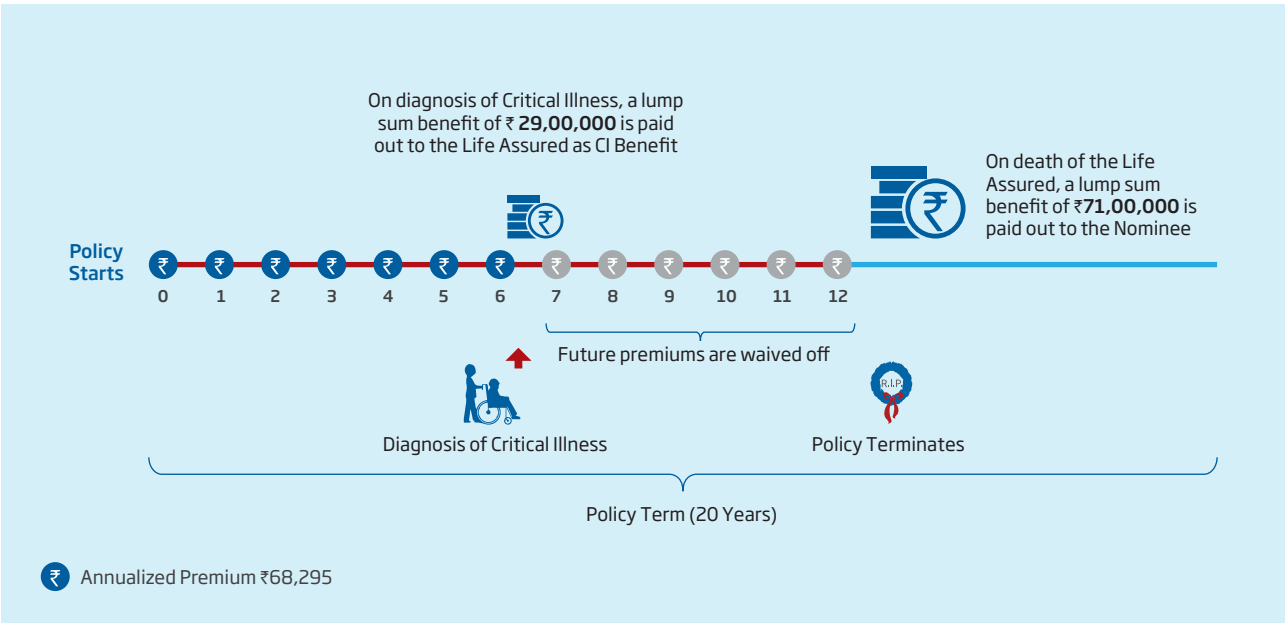 On diagnosis of Critical Illness, a lump
sum benefit of ₹ 29,00,000 is paid
out to the Life Assured as CI Benefit
On death of the Life
Assured, a lump sum
benefit of ₹71,00,000 is
paid out to the Nominee
₹
₹
Policy
Starts
₹ ₹ ₹ ₹ ₹ ₹ ₹ ₹ ₹ ₹ ₹ ₹ ₹
0 1 2 3 4 5 6 7 8 9 10 11 12
Future premiums are waived off
R.I.P.
Diagnosis of Critical Illness
Policy Terminates
Policy Term (20 Years)
₹ Annualized Premium ₹68,295